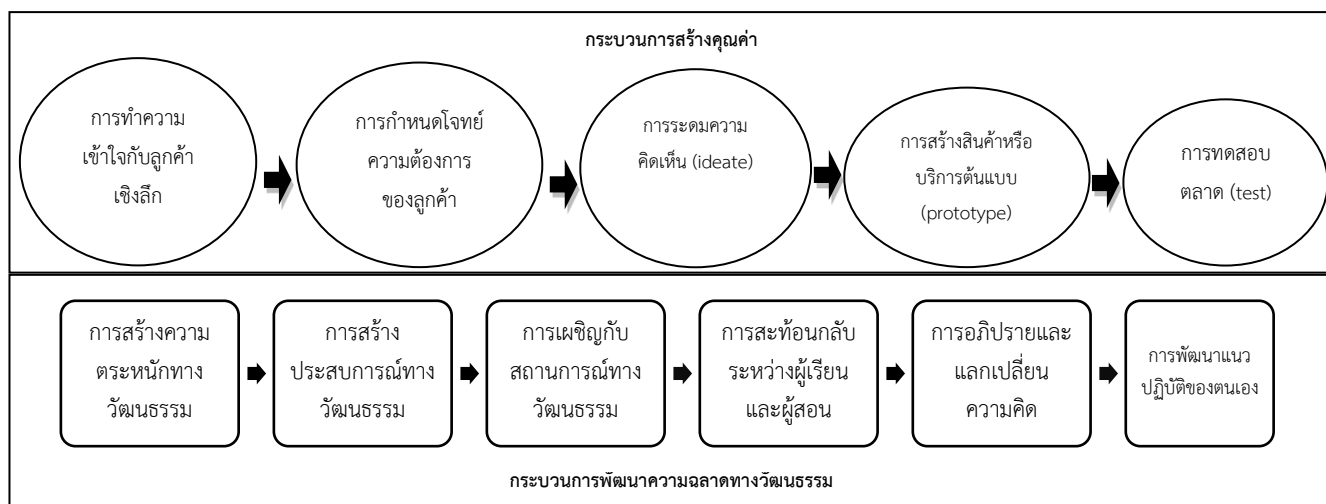 กระบวนการสร้างคุณค่า
การทำความ
เข้าใจกับลูกค้า
เชิงลึก
การกำหนดโจทย์
ความต้องการ
ของลูกค้า
การระดมความ
คิดเห็น (ideate)
การสร้างสินค้าหรือ
บริการต้นแบบ
(prototype)
การทดสอบ
ตลาด (test)
การสร้างความ
ตระหนักทาง
วัฒนธรรม
การสร้าง
ประสบการณ์ทาง
วัฒนธรรม
การเผชิญกับ
สถานการณ์ทาง
วัฒนธรรม
การสะท้อนกลับ
ระหว่างผู้เรียน
และผู้สอน
การอภิปรายและ
แลกเปลี่ยน
ความคิด
การพัฒนาแนว
ปฏิบัติของตนเอง
กระบวนการพัฒนาความฉลาดทางวัฒนธรรม